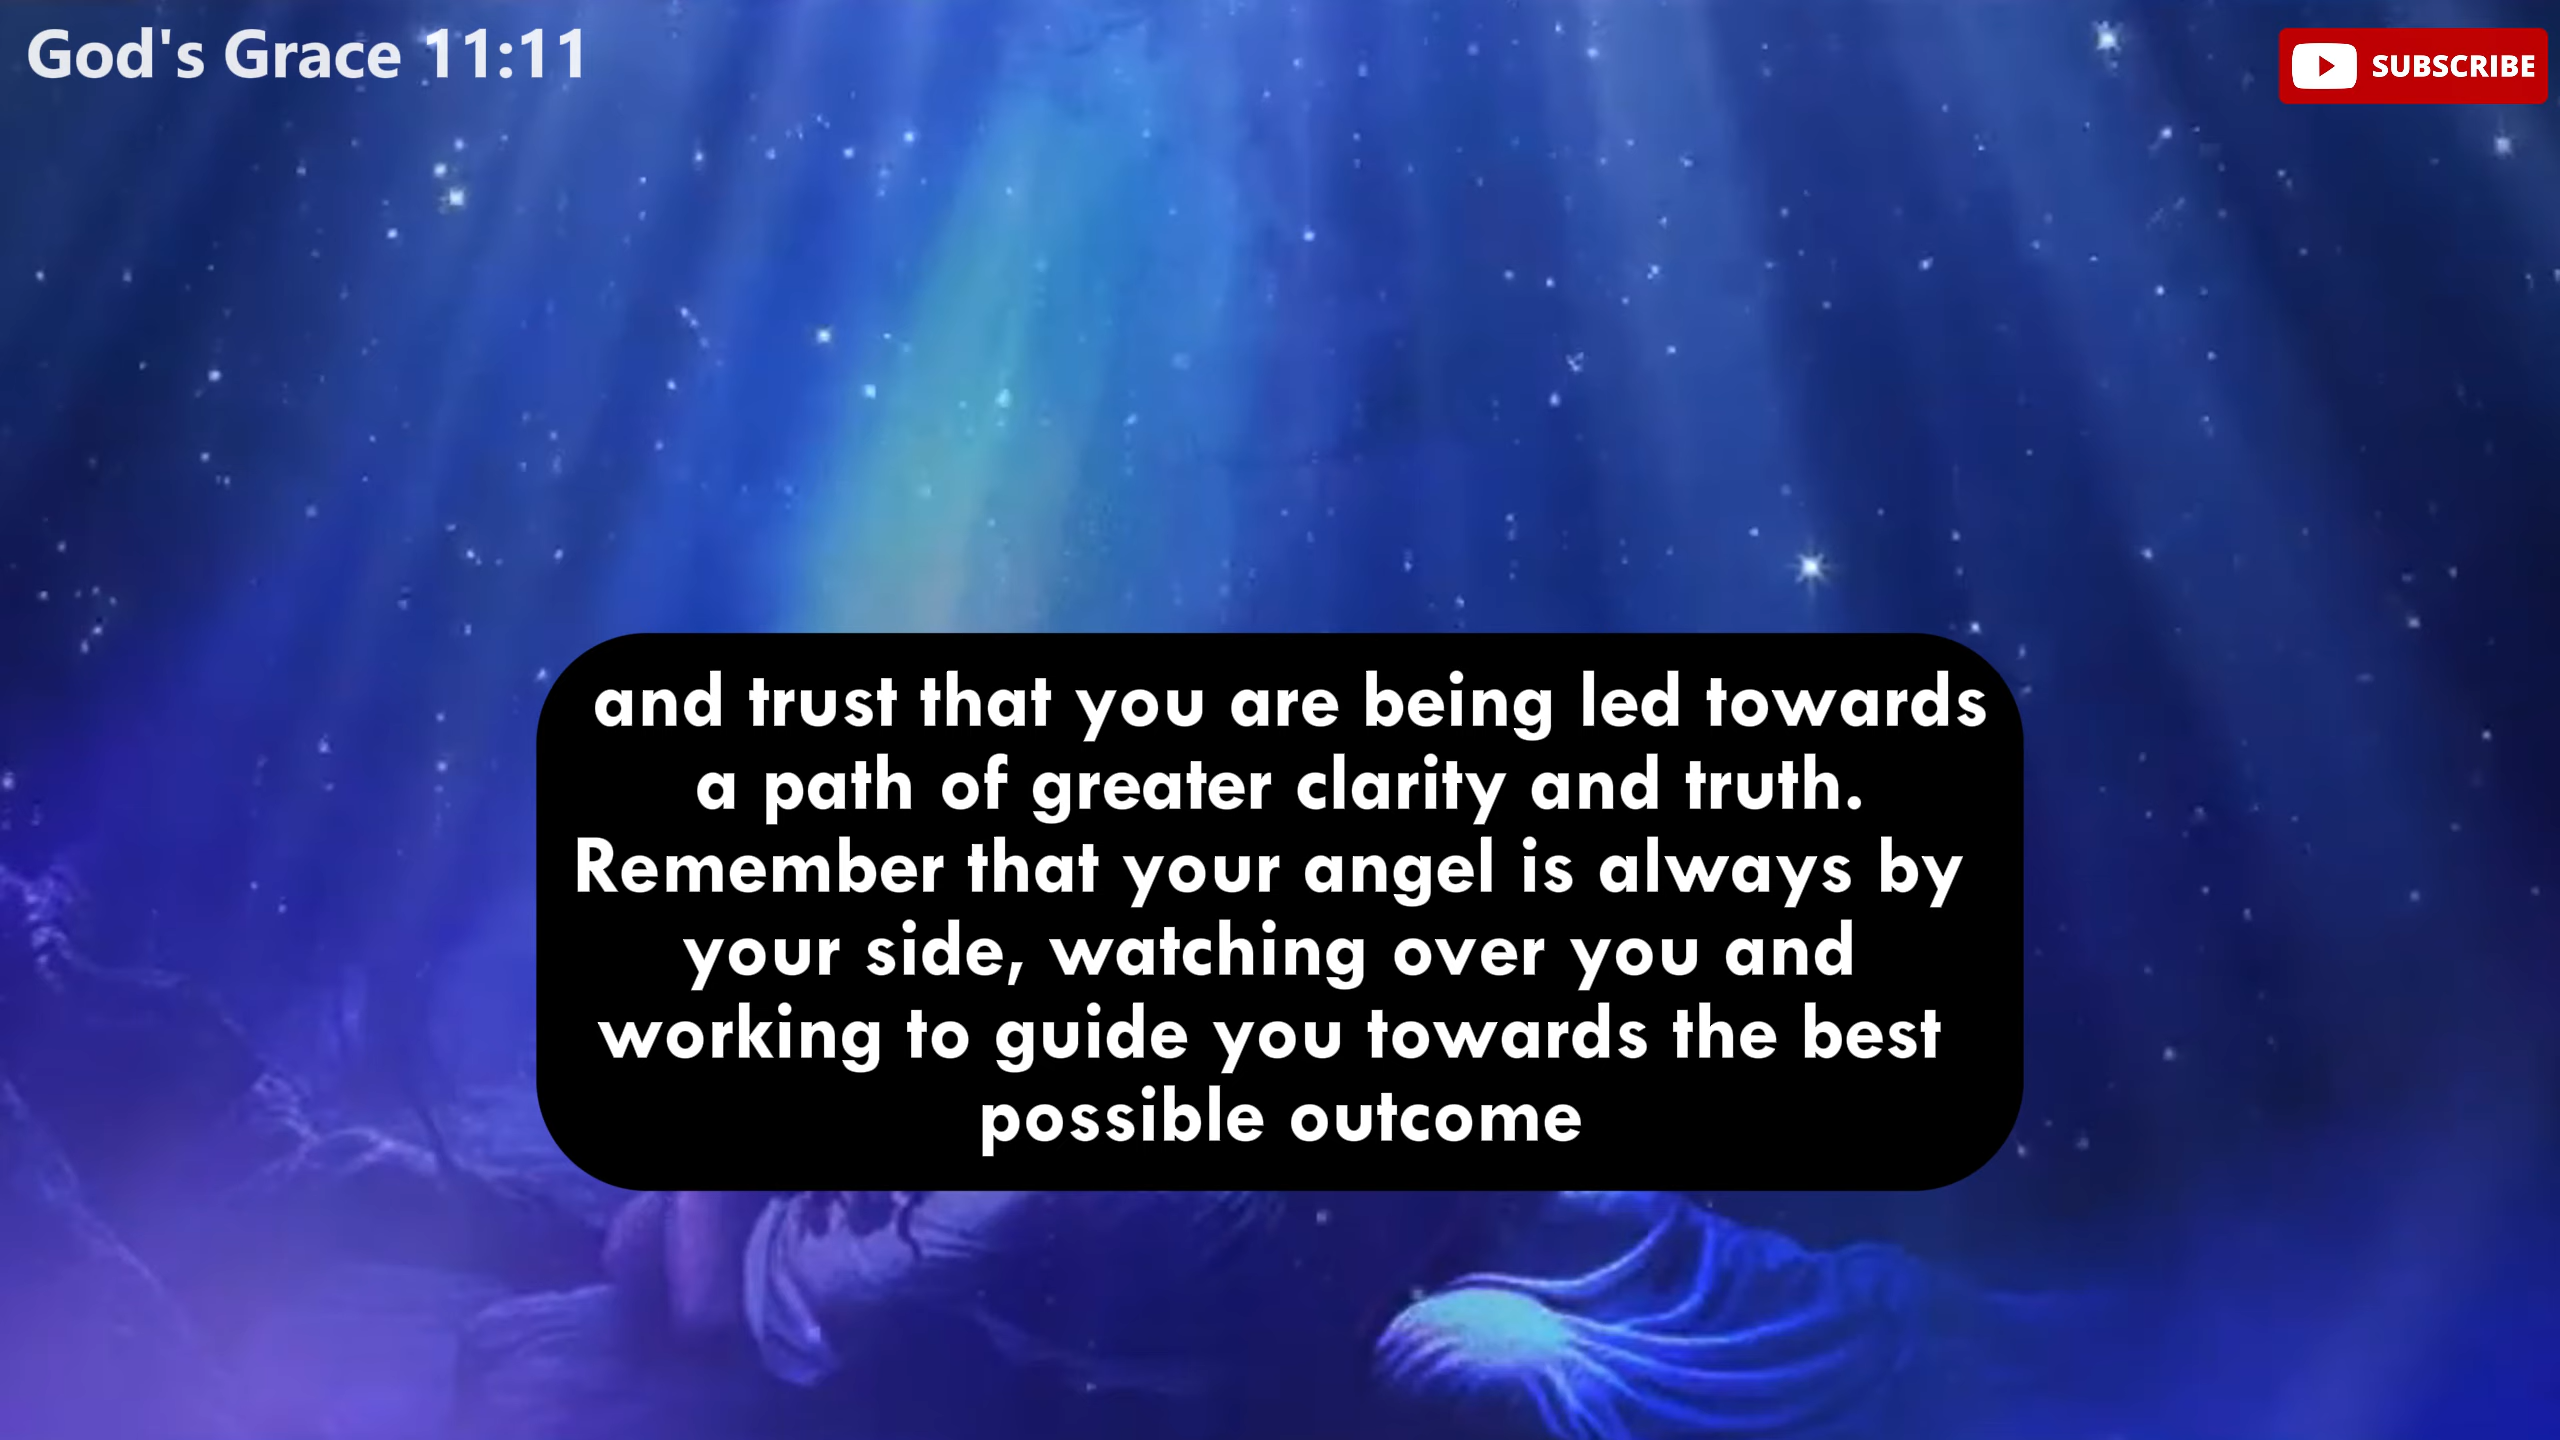 God's Grace 11:11
SUBSCRIBE
and trust that you are being led towards
a path of greater clarity and truth.
Remember that your angel is always by
your side, watching over you and
working to guide you towards the best
possible outcome